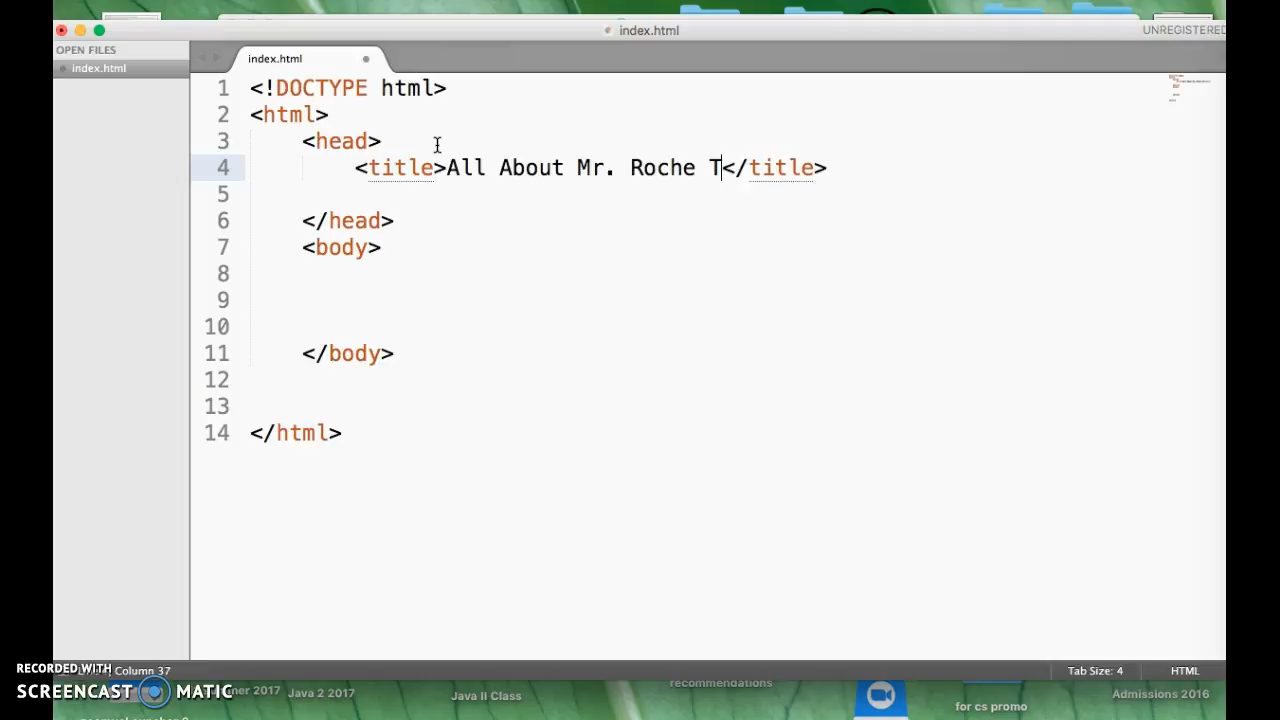 index.html
UNREGISTERED
OPEN FILES
index.html
index.html
1 <!DOCTYPE html>
2 <html>
3 <head>
4 <title>All About Mr. Roche T</title>
5
6 </head>
7 <body>
8
9
10
11 </body>
12
13
14 </html>
RECORDED WITH
Column 37
Tab Size: 4
HTML
SCREENCAST MATIC
2017
Java 2 2017
Java II Class
recommendations
for cs promo
Admissions 2016